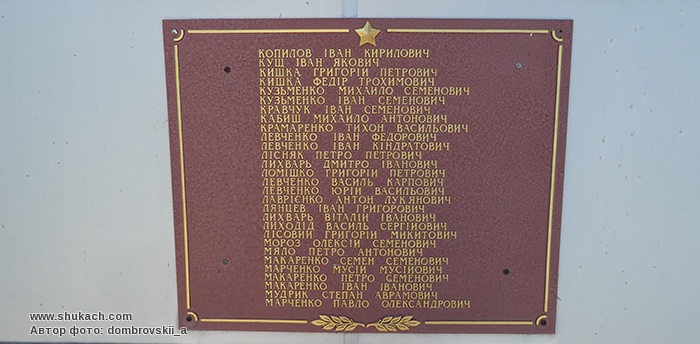 КОПИЛОВ ІВАН КИРИЛОВИЧ
КУЩ ІВАН ЯКОВИЧ
КИШКА ГРИГОРІЙ ПЕТРОВИЧ
КИШКА ФЕДІР ТРОХИМОВИЧ
КУЗЬМЕНКО МИХАЙЛО СЕМЕНОВИЧ
КУЗЬМЕНКО ІВАН СЕМЕНОВИЧ
КРАВЧУК ІВАН СЕМЕНОВИЧ
КАБИШ МИХАЙЛО АНТОНОВИЧ
КРАМАРЕНКО ТИХОН ВАСИЛЬОВИЧ
ЛЕВЧЕНКО ІВАН ФЕДОРОВИЧ
ЛЕВЧЕНКО ІВАН КІНДРАТОВИЧ
ЛІСНЯК ПЕТРО ПЕТРОВИЧ
ЛИХВАРЬ ДМИТРО ІВАНОВИЧ
ЛОМІШКО ГРИГОРІЙ ПЕТРОВИЧ
ЛЕВЧЕНКО ВАСИЛЬ КАРПОВИЧ
ЛЕВЧЕНКО ЮРІЙ ВАСИЛЬОВИЧ
ЛАВРІЄНКО АНТОН ЛУК'ЯНОВИЧ
ЛЯНЦЕВ ІВАН ГРИГОРОВИЧ
ЛИХВАРЬ ВІТАЛІЙ ІВАНОВИЧ
ЛИХОДІД ВАСИЛЬ СЕРГІЙОВИЧ
ЛІСОВИЙ ГРИГОРІЙ МИКИТОВИЧ
МОРОЗ ОЛЕКСІЙ СЕМЕНОВИЧ
МЯЛО ПЕТРО АНТОНОВИЧ
МАКАРЕНКО СЕМЕН СЕМЕНОВИЧ
МАРЧЕНКО МУСІЙ МУСІЙОВИЧ
МАКАРЕНКО ПЕТРО СЕМЕНОВИЧ
МАКАРЕНКО ІВАН ІВАНОВИЧ
МУДРИК СТЕПАН АВРАМОВИЧ
МАРЧЕНКО ПАВЛО ОЛЕКСАНДРОВИЧ
www.shukach.com
Автор фото: dombrovskii_a